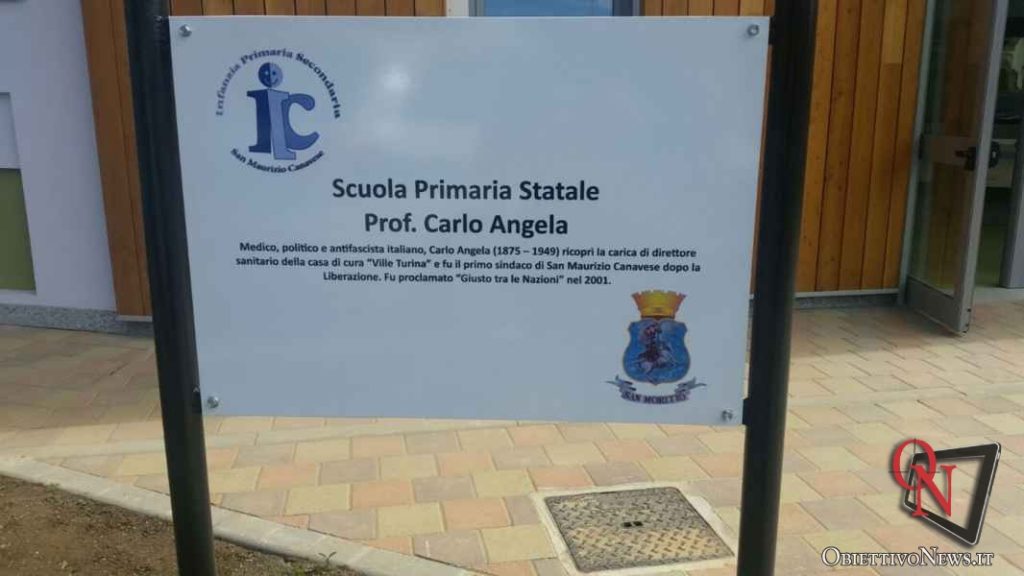 Infanzia Primaria Secondaria
ic
San Maurizio Canavese
Scuola Primaria Statale
Prof. Carlo Angela
Medico, politico e antifascista italiano, Carlo Angela (1875 – 1949) ricoprì la carica di direttore
sanitario della casa di cura "Ville Turina" e fu il primo sindaco di San Maurizio Canavese dopo la
Liberazione. Fu proclamato "Giusto tra le Nazioni" nel 2001.
ON
ObiettivoNews.it